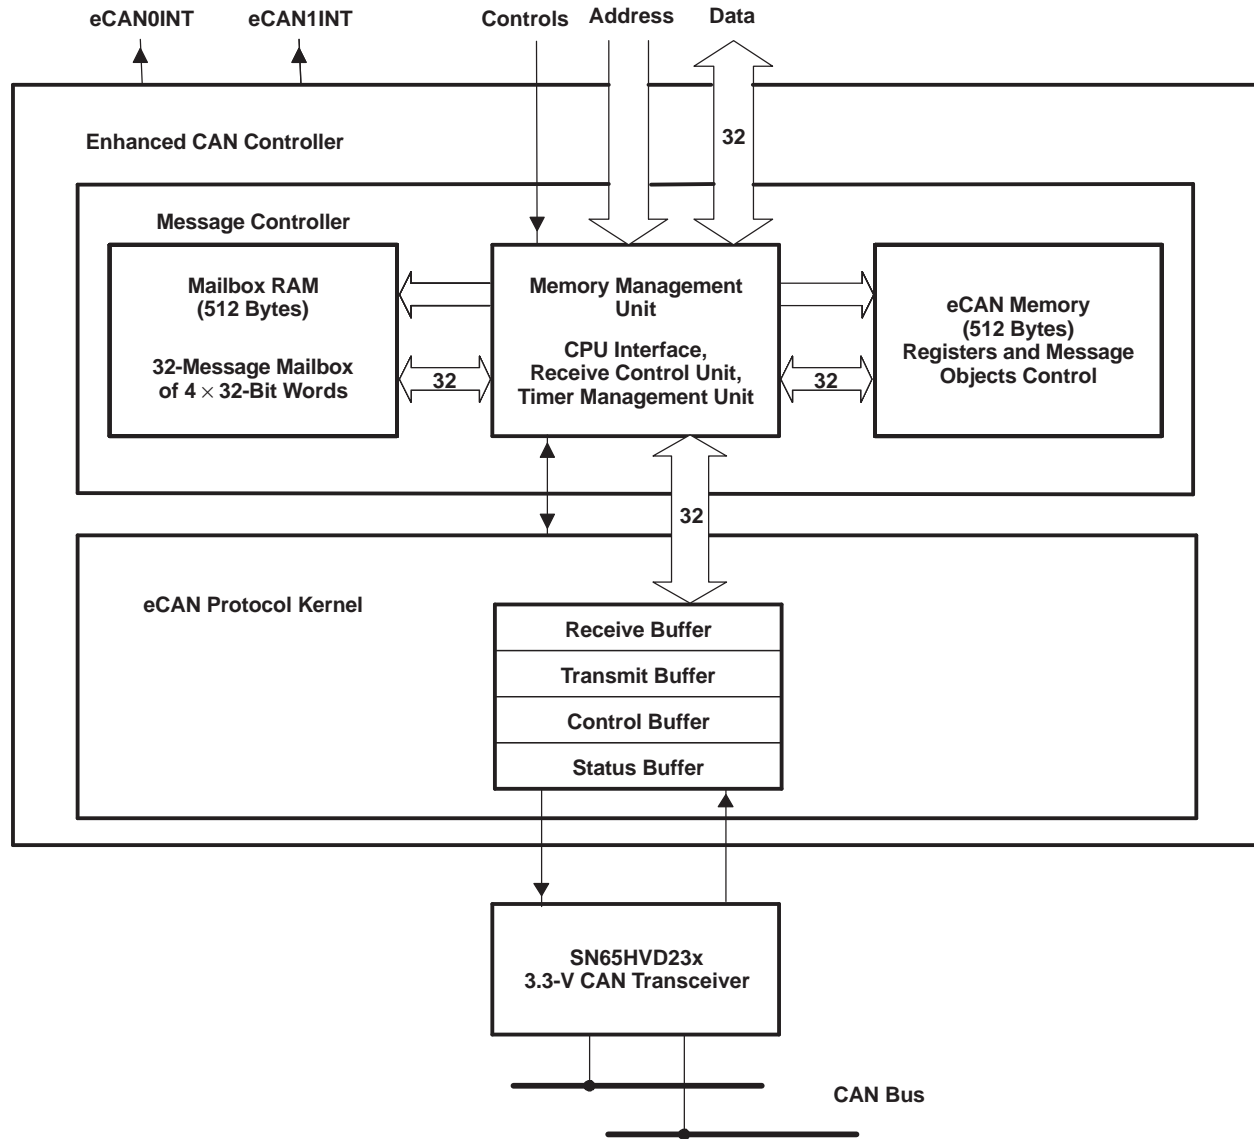 eCAN0INT
eCAN1INT
Controls
Address
Data
32
Enhanced CAN Controller
Message Controller
Mailbox RAM
(512 Bytes)
32-Message Mailbox
of 4 × 32-Bit Words
32
Memory Management
Unit
CPU Interface,
Receive Control Unit,
Timer Management Unit
32
eCAN Memory
(512 Bytes)
Registers and Message
Objects Control
32
eCAN Protocol Kernel
Receive Buffer
Transmit Buffer
Control Buffer
Status Buffer
SN65HVD23x
3.3-V CAN Transceiver
CAN Bus